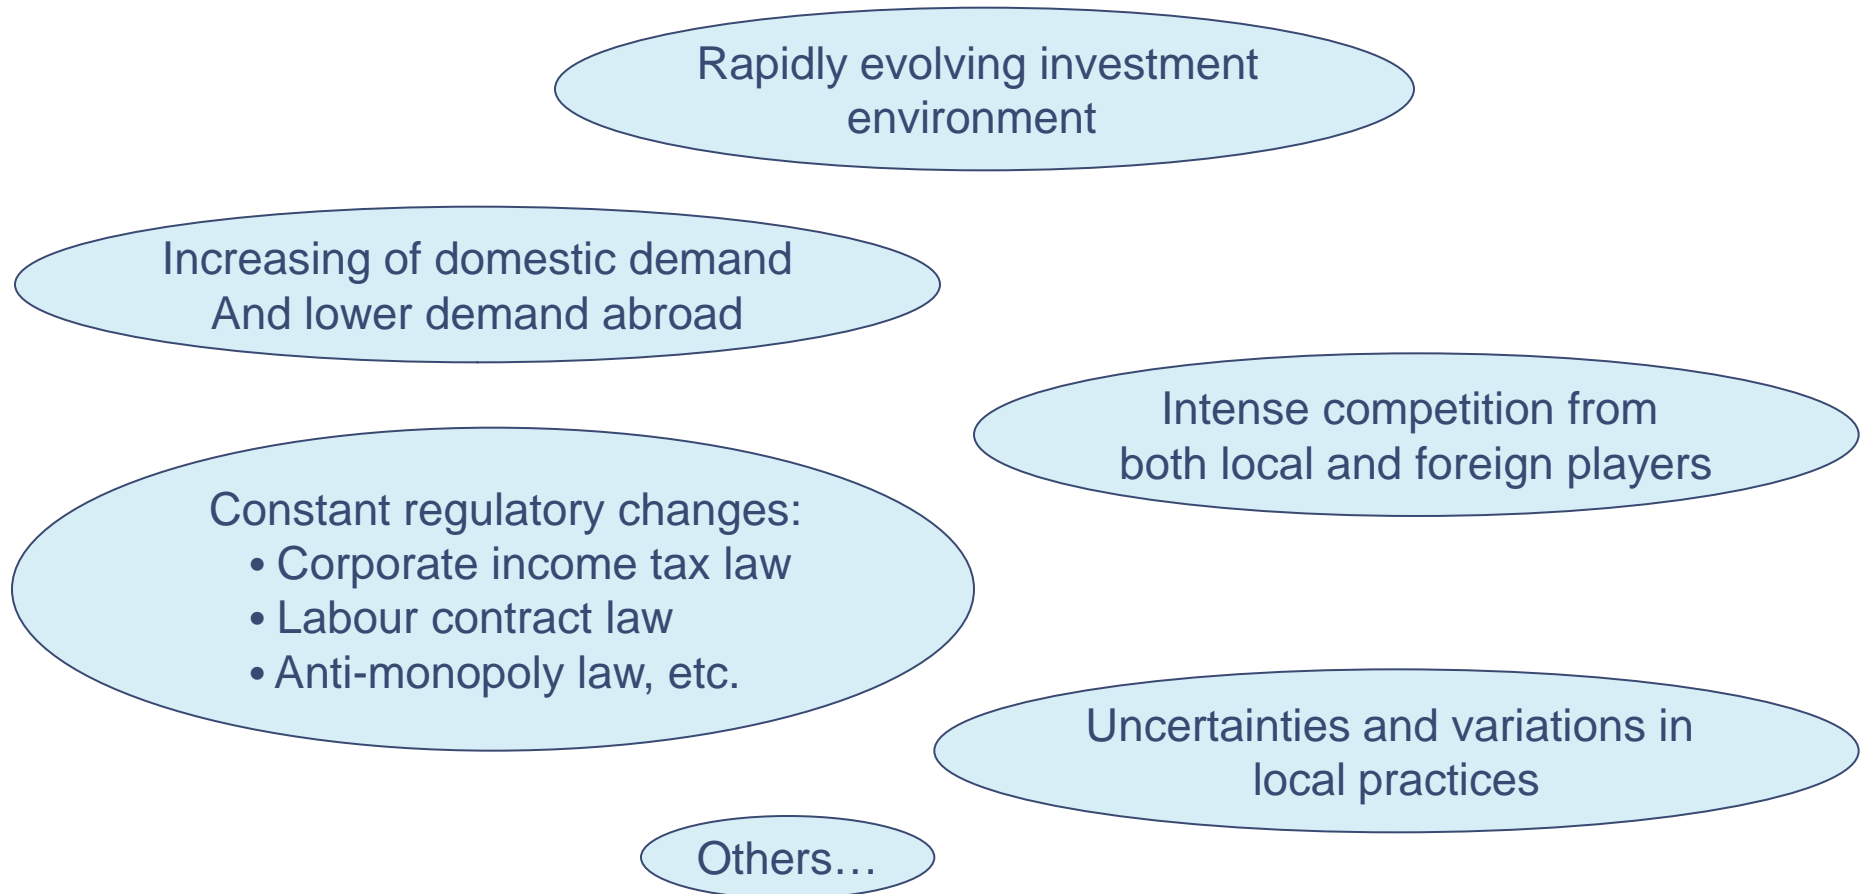 Rapidly evolving investment
environment
Increasing of domestic demand
And lower demand abroad
Intense competition from
both local and foreign players
Constant regulatory changes:
• Corporate income tax law
• Labour contract law
• Anti-monopoly law, etc.
Uncertainties and variations in
local practices
Others…